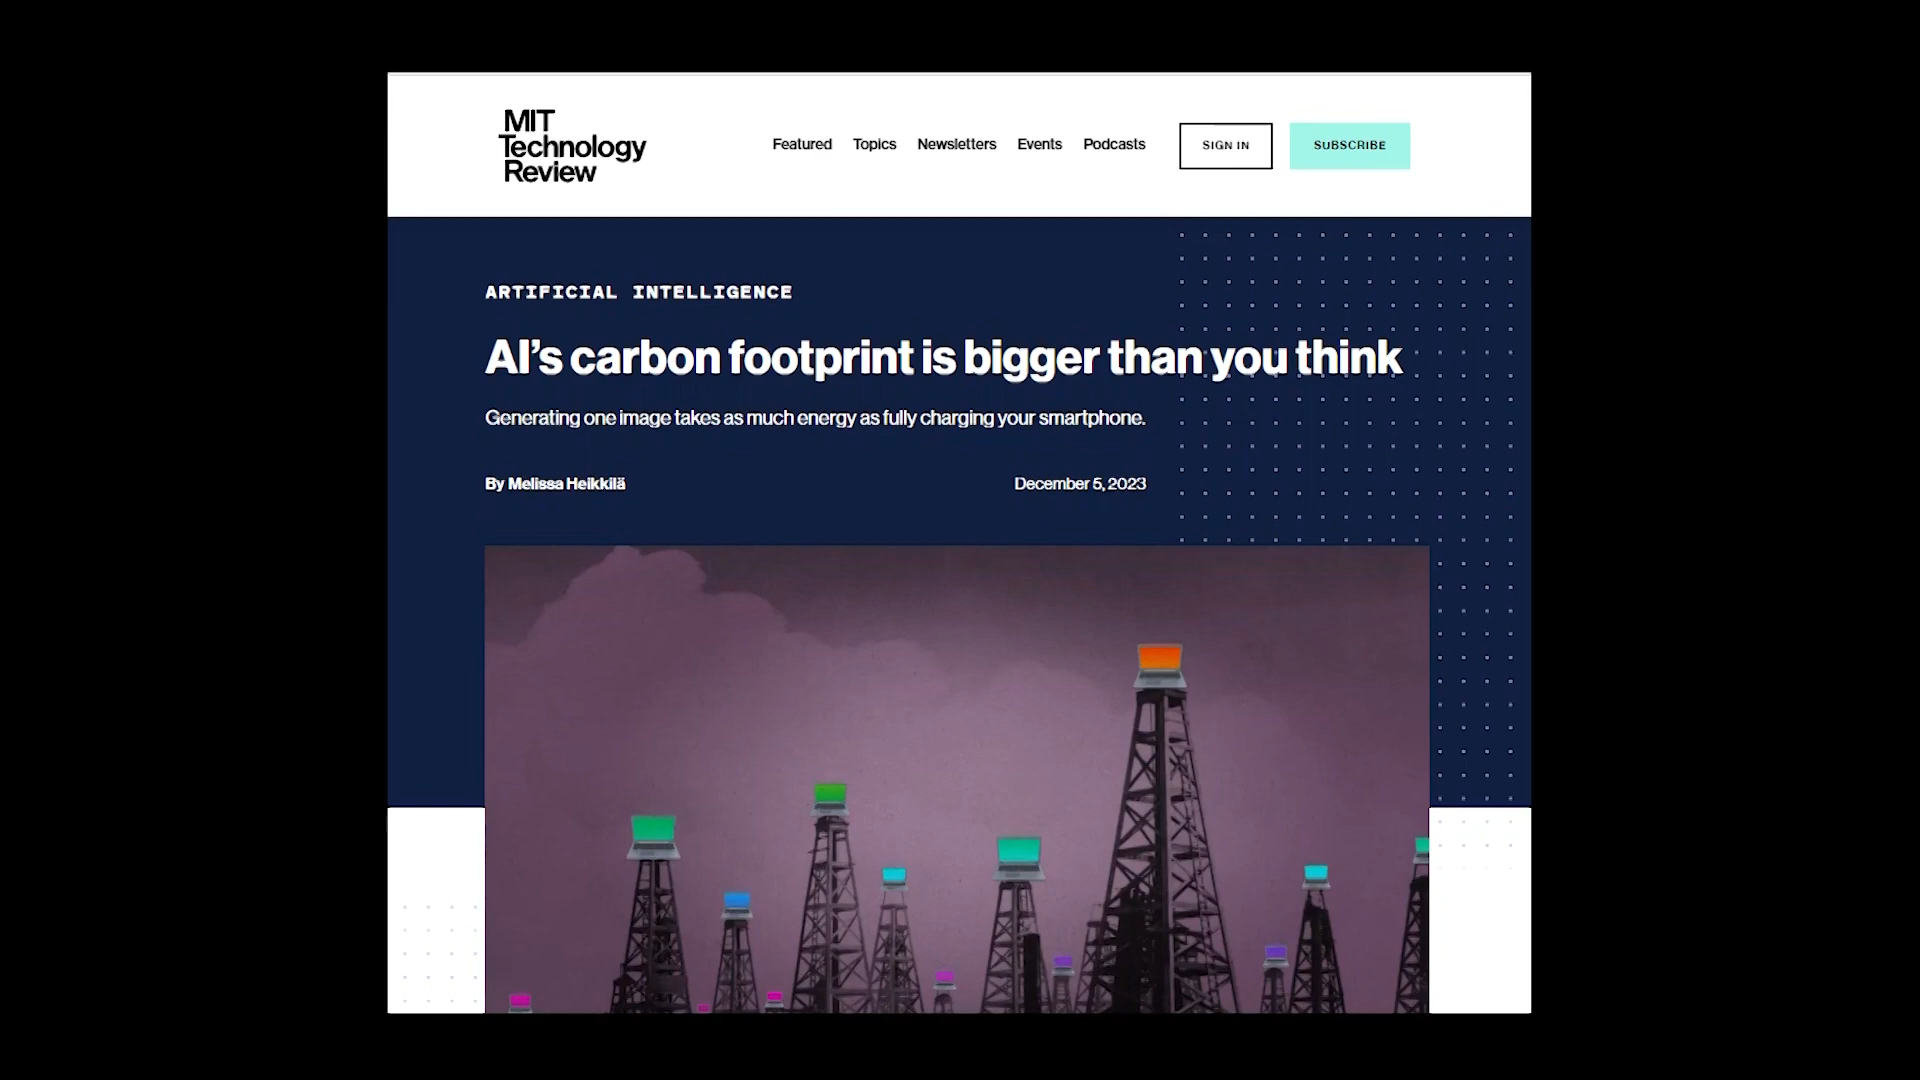 MIT
Technology
Review
Featured Topics Newsletters Events Podcasts SIGN IN SUBSCRIBE
ARTIFICIAL INTELLIGENCE
AI's carbon footprint is bigger than you think
Generating one image takes as much energy as fully charging your smartphone.
By Melissa Heikkilä December 5, 2023